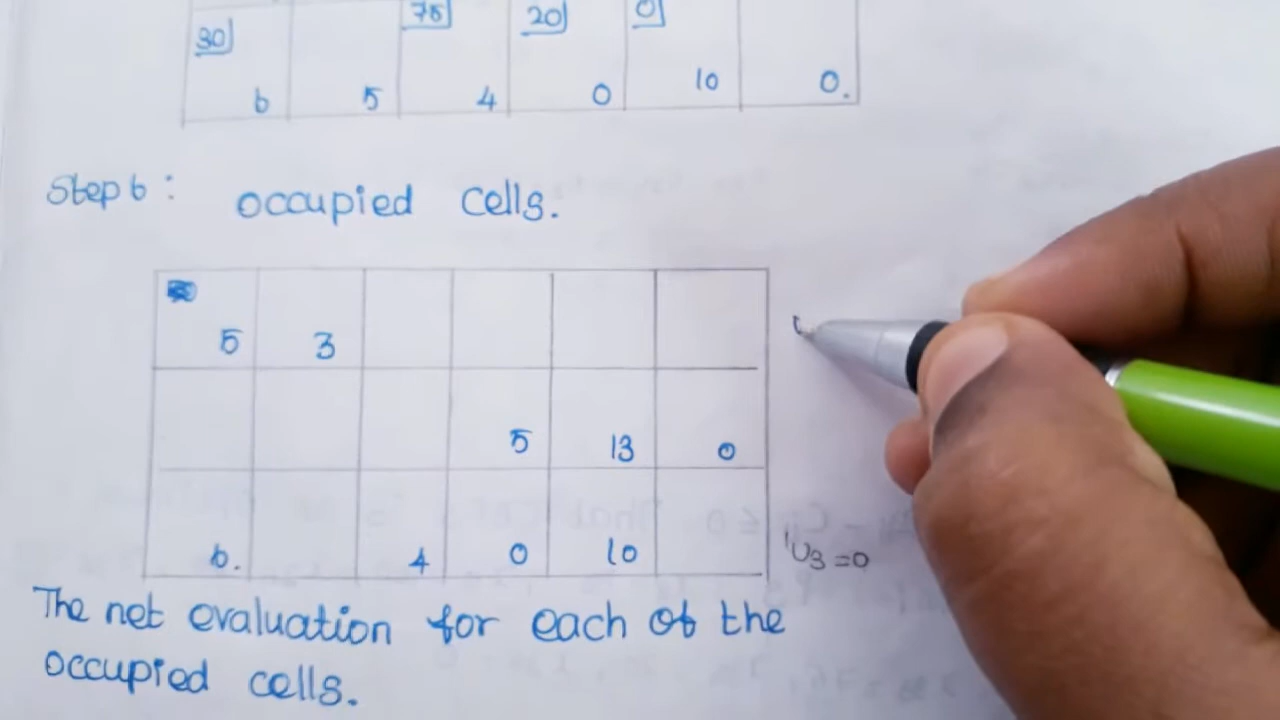 30 75 20 0
6 5 4 0 10 0.
Step 6: occupied cells.
5 3
5 13 0
6. 4 0 10 U3 = 0
The net evaluation for each of the
occupied cells.